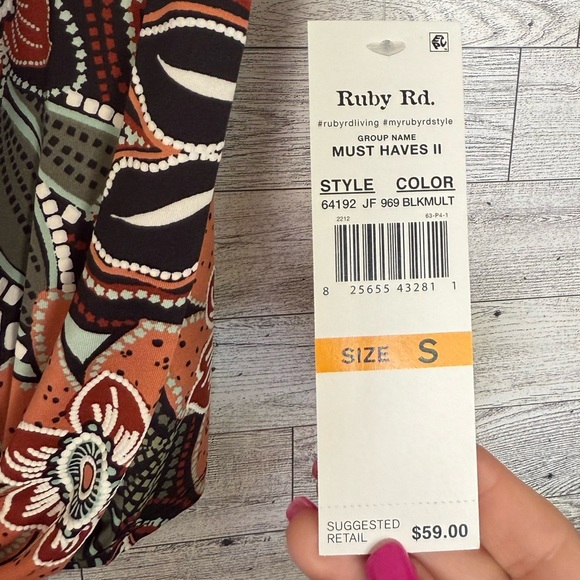 Ruby Rd.
#rubyrdliving #myrubyrdstyle
GROUP NAME
MUST HAVES II
STYLE COLOR
64192 JF 969 BLKMULT
2212 63-P4-1
8 25655 43281 1
SIZE S
SUGGESTED
RETAIL $59.00